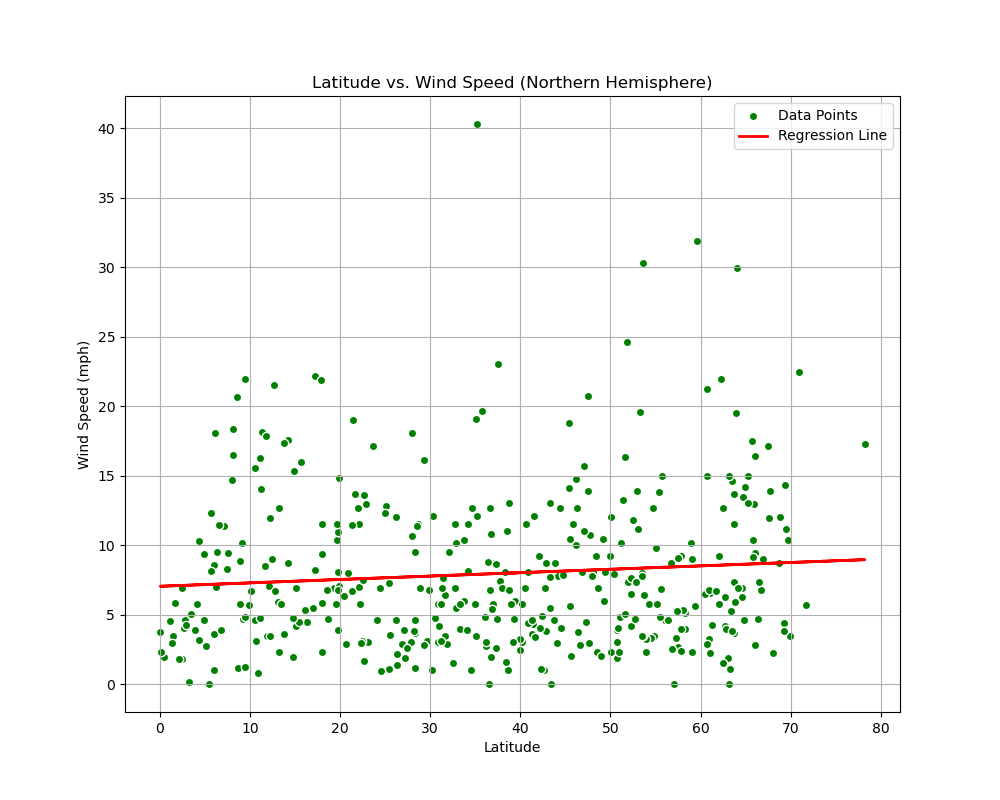 Latitude vs. Wind Speed (Northern Hemisphere)
Data Points
Regression Line
40
35
30
25
20
15
10
5
0
Wind Speed (mph)
0 10 20 30 40 50 60 70 80
Latitude